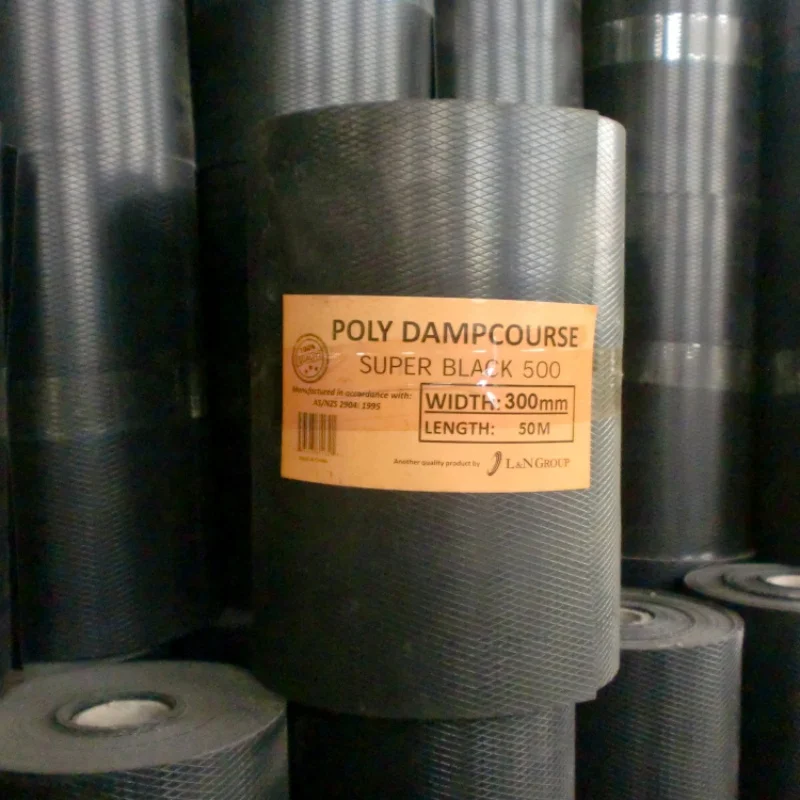 POLY DAMPCOURSE
SUPER BLACK 500
Manufactured in accordance with:
AS/NZS 2904: 1995
WIDTH: 300mm
LENGTH: 50M
Another quality product by L&N GROUP